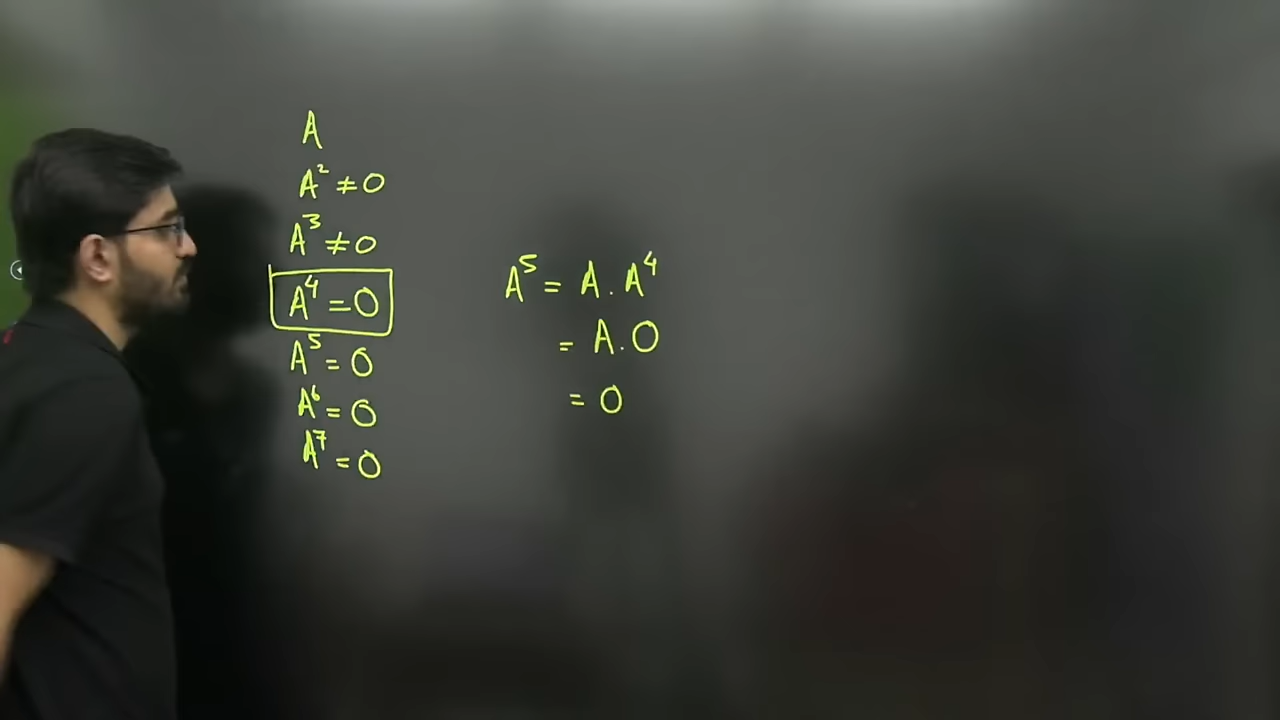 A
A² ≠ 0
A³ ≠ 0
A⁴ = 0
A⁵ = 0
A⁶ = 0
A⁷ = 0
A⁵ = A . A⁴
= A . 0
= 0